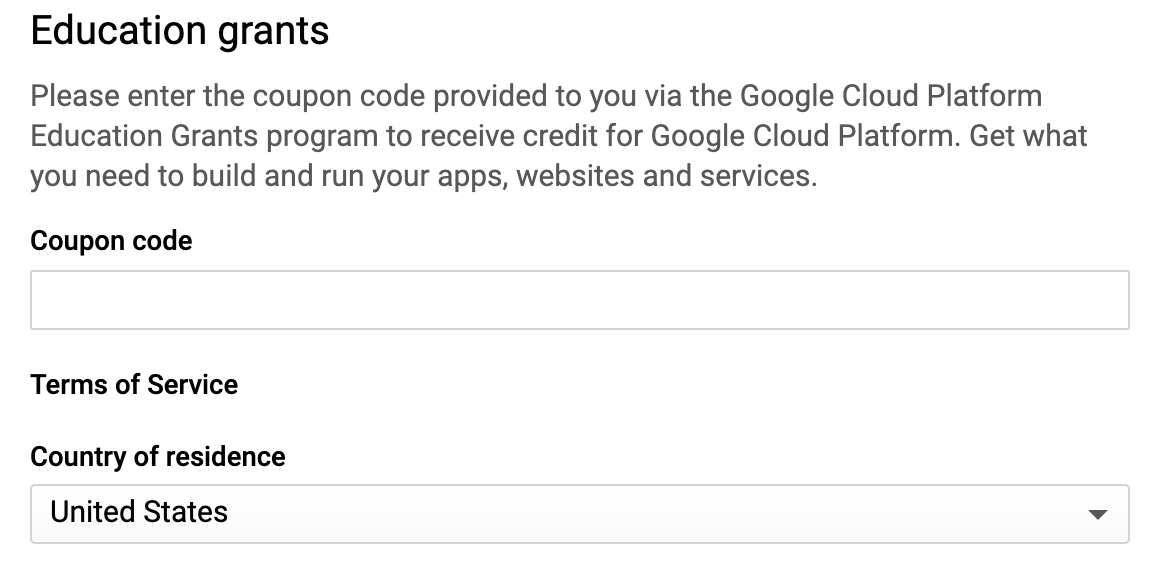 Education grants
Please enter the coupon code provided to you via the Google Cloud Platform
Education Grants program to receive credit for Google Cloud Platform. Get what
you need to build and run your apps, websites and services.
Coupon code
Terms of Service
Country of residence
United States